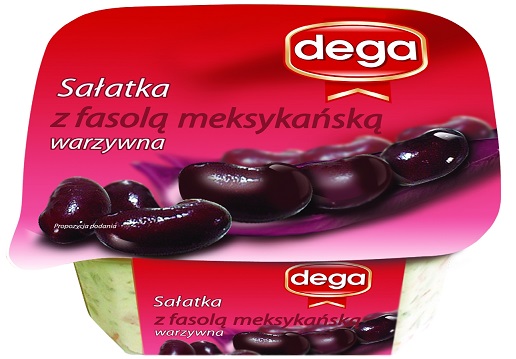 dega
Sałatka
z fasolą meksykańską
warzywna
Propozycja podania
dega
Sałatka
z fasolą meksykańską
warzywna